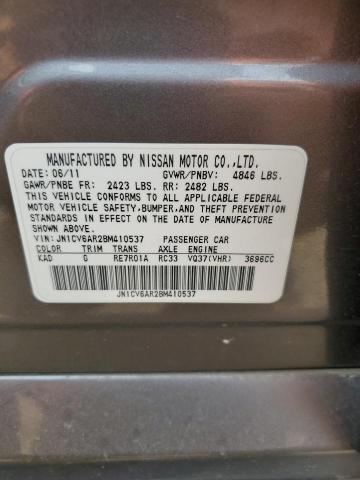 MANUFACTURED BY NISSAN MOTOR CO.,LTD.
DATE: 06/11 GVWR/PNBV: 4846 LBS.
GAWR/PNBE FR: 2423 LBS. RR: 2482 LBS.
THIS VEHICLE CONFORMS TO ALL APPLICABLE FEDERAL
MOTOR VEHICLE SAFETY,BUMPER,AND THEFT PREVENTION
STANDARDS IN EFFECT ON THE DATE OF MANUFACTURE
SHOWN ABOVE.
VIN: JN1CV6AR2BM410537 PASSENGER CAR
COLOR TRIM TRANS AXLE ENGINE
KAD G RE7R01A RC33 VQ37(VHR) 3696CC
JN1CV6AR2BM410537